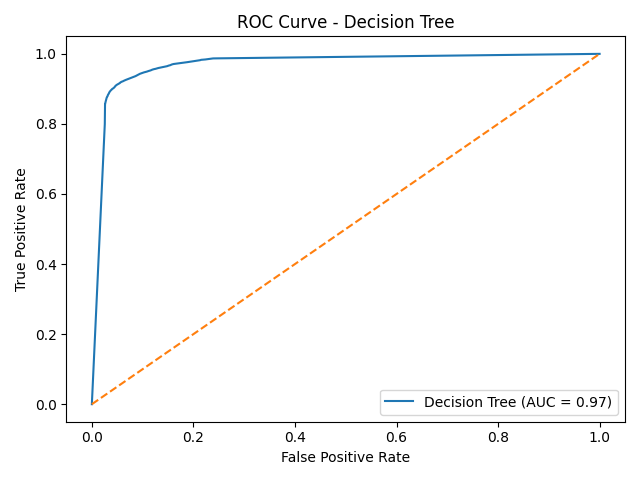 ROC Curve - Decision Tree
True Positive Rate
1.0
0.8
0.6
0.4
0.2
0.0
Decision Tree (AUC = 0.97)
0.0 0.2 0.4 0.6 0.8 1.0
False Positive Rate